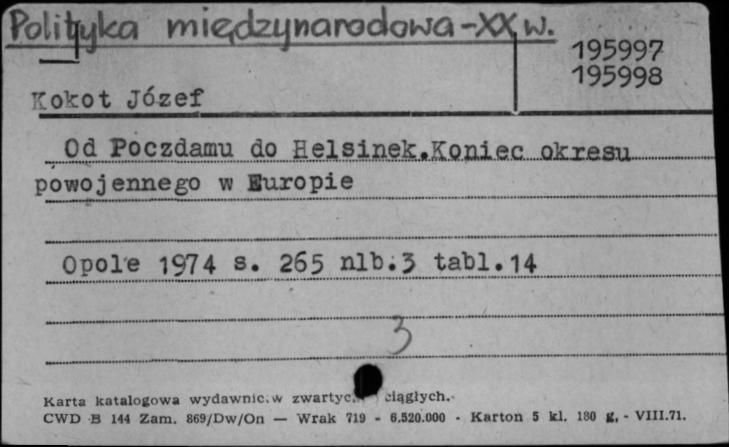 Polityka międzynarodowa - XX w.
195997
195998
Kokot Józef
Od Poczdamu do Helsinek.Koniec okresu
powojennego w Europie
Opole 1974 s. 265 nlb.3 tabl.14
3
Karta katalogowa wydawnic.w zwartyc ciągłych.
CWD B 144 Zam. 869/Dw/On — Wrak 719 - 6.520.000 - Karton 5 kl. 180 g. - VIII.71.